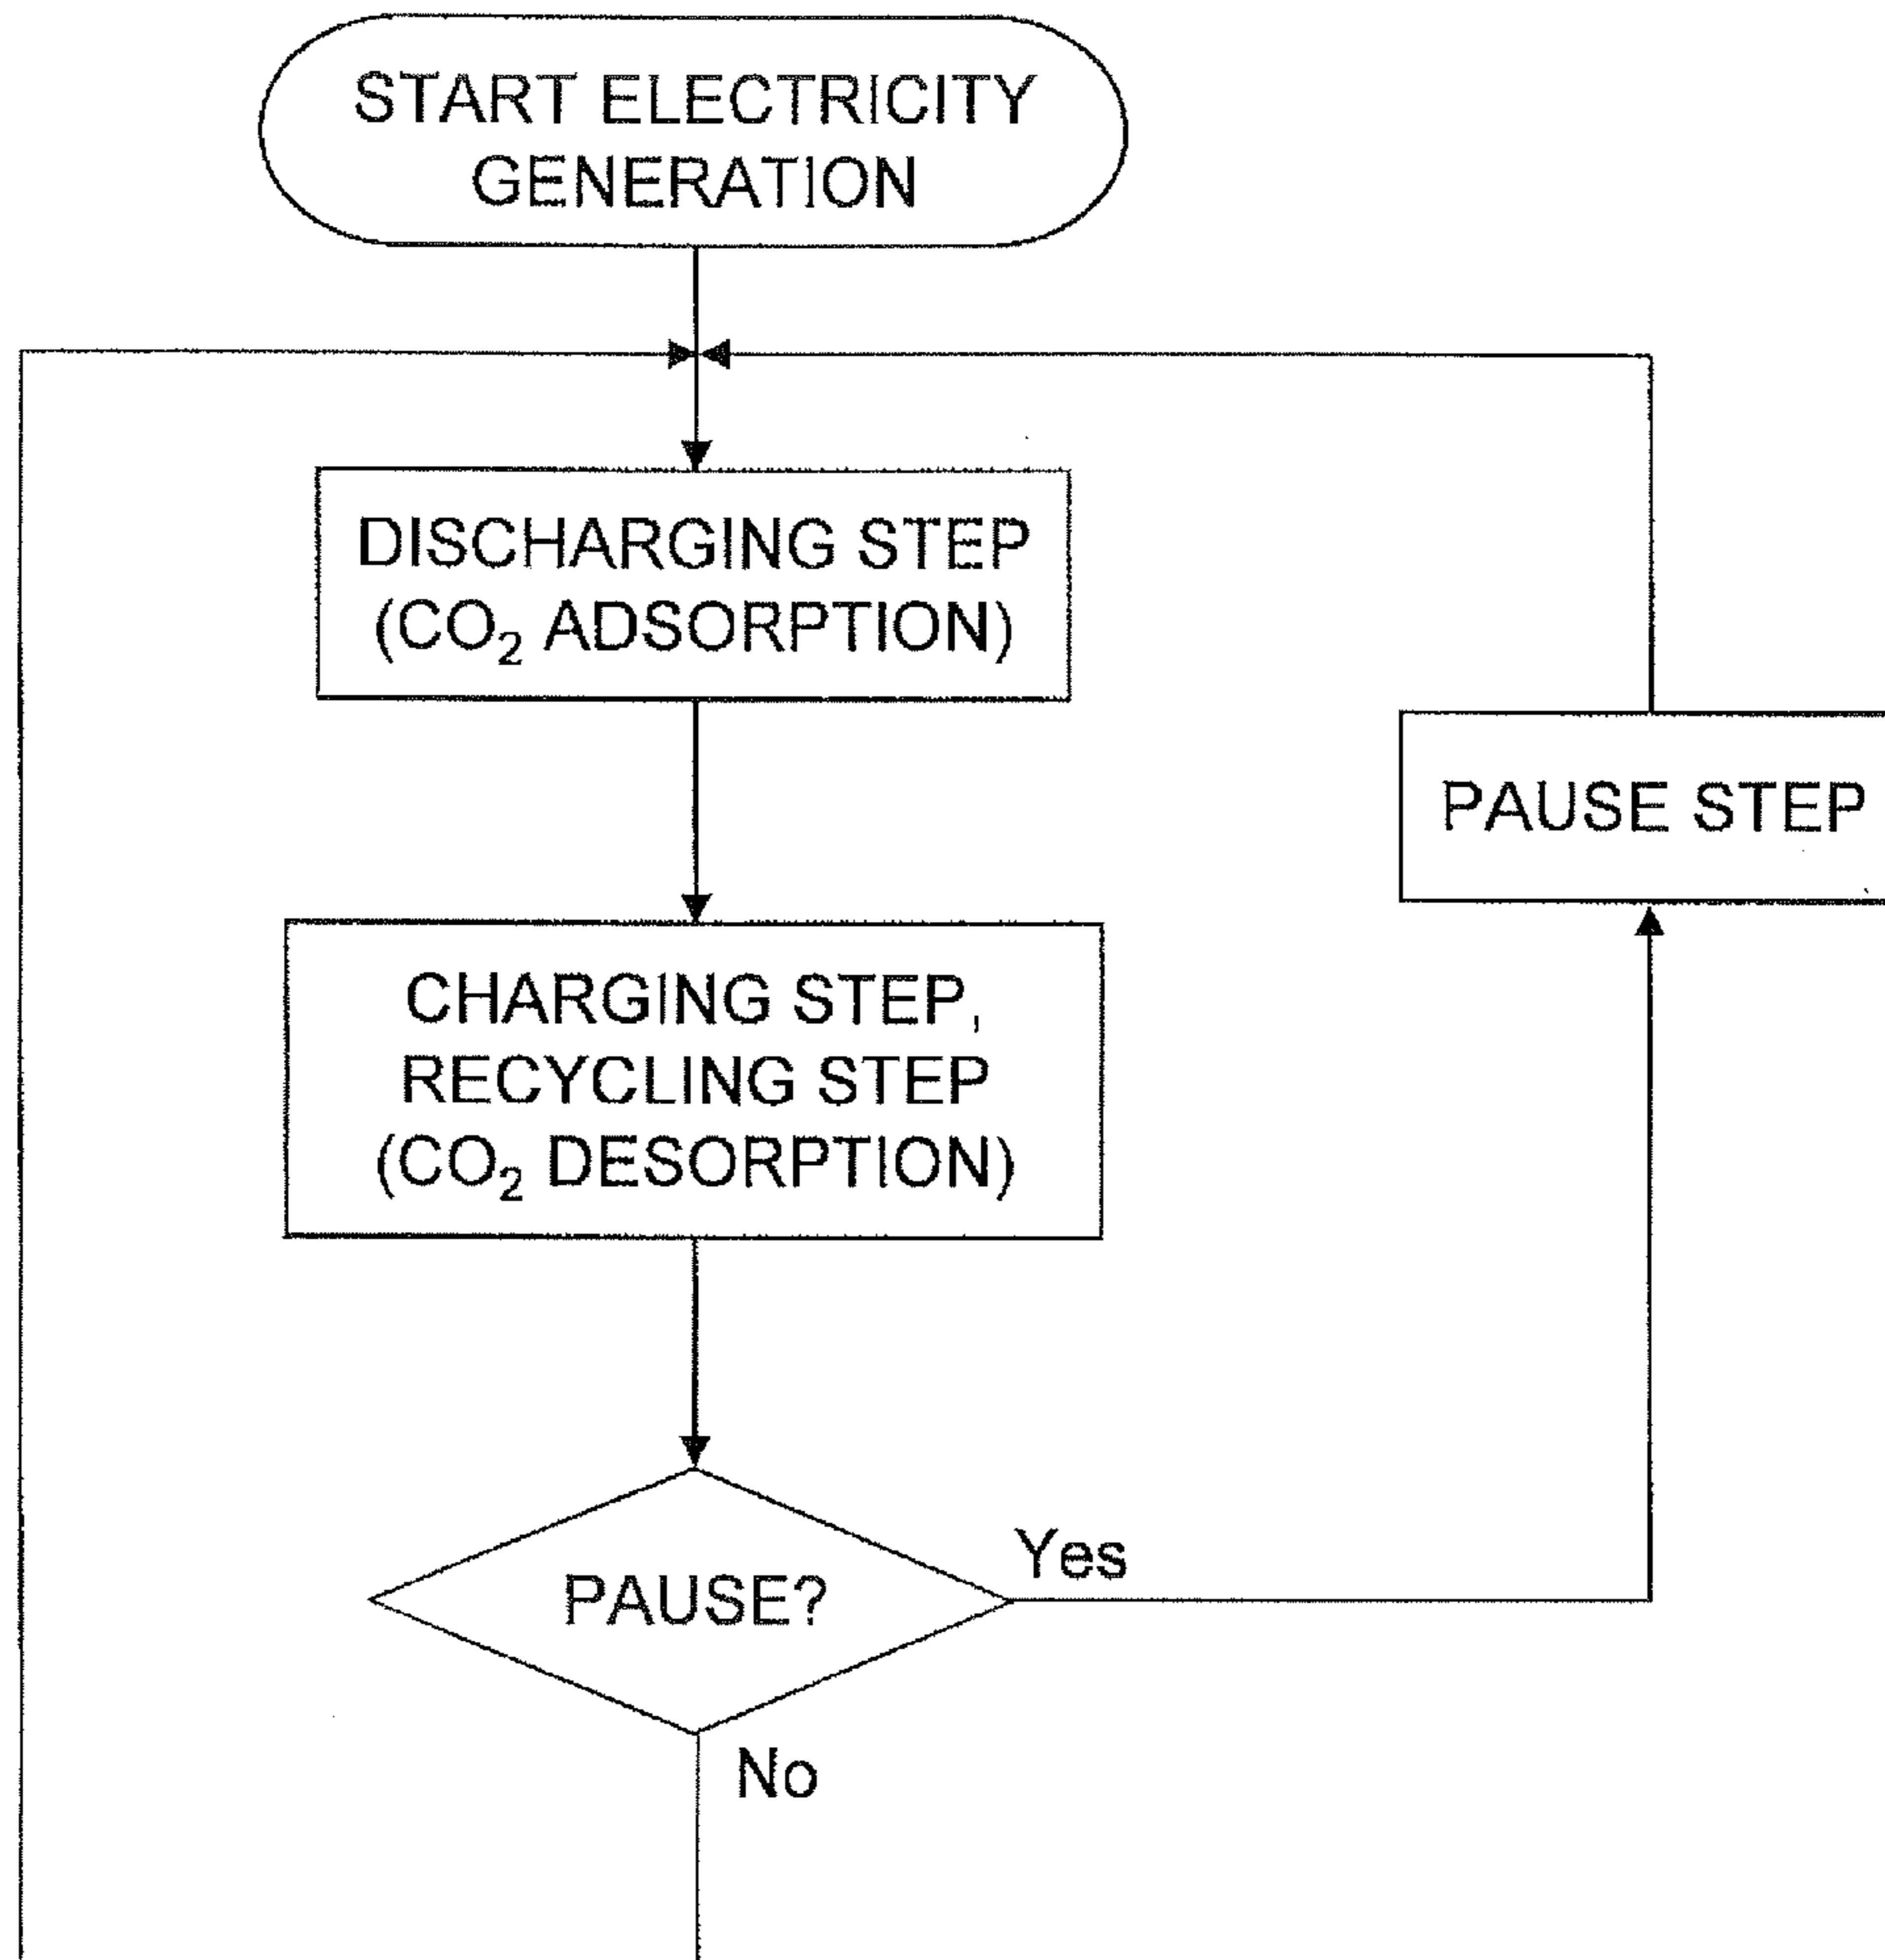 START ELECTRICITY
GENERATION
DISCHARGING STEP
(CO₂ ADSORPTION)
PAUSE STEP
CHARGING STEP,
RECYCLING STEP
(CO₂ DESORPTION)
Yes
PAUSE?
No